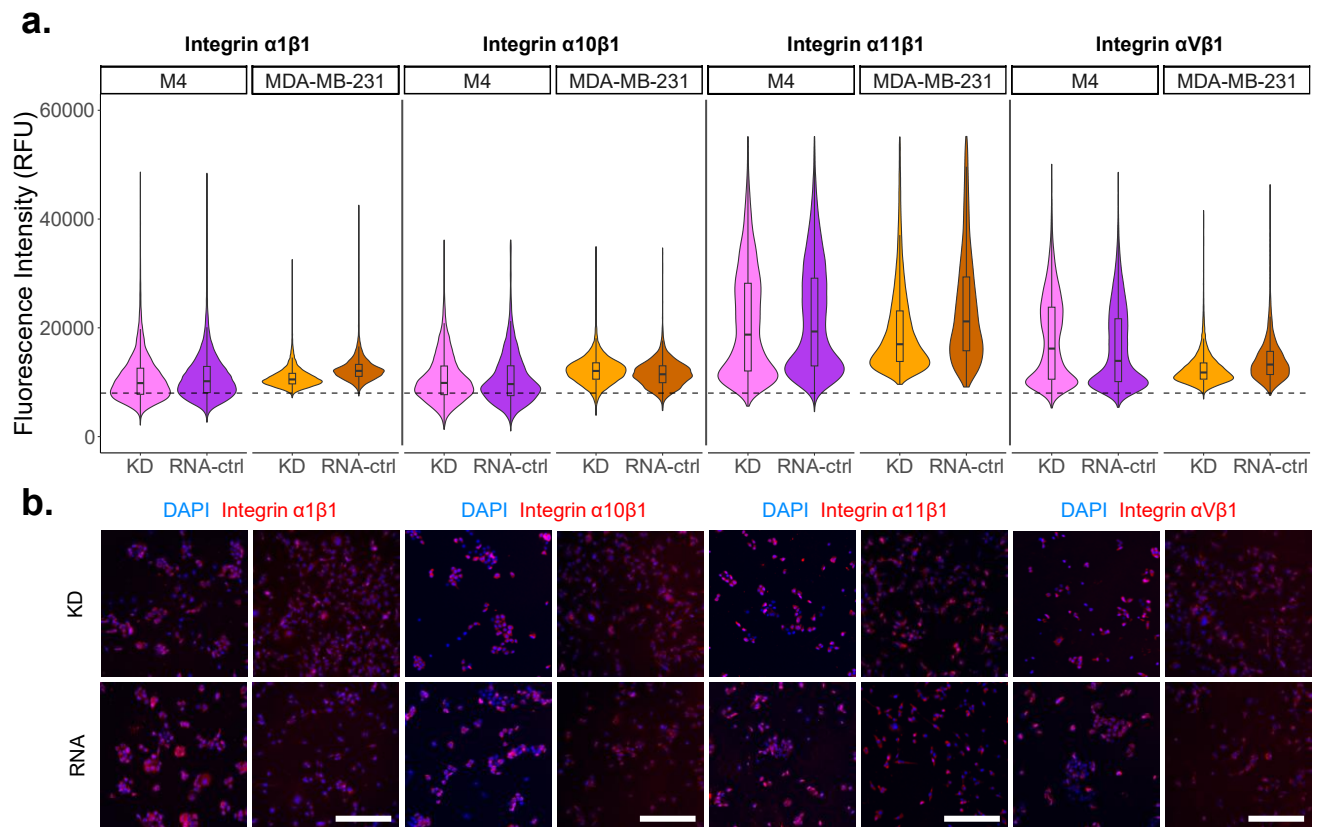 a.
Integrin α1β1 Integrin α10β1 Integrin α11β1 Integrin αVβ1
M4 MDA-MB-231 M4 MDA-MB-231 M4 MDA-MB-231 M4 MDA-MB-231
Fluorescence Intensity (RFU)
60000
40000
20000
0
KD RNA-ctrl KD RNA-ctrl KD RNA-ctrl KD RNA-ctrl KD RNA-ctrl KD RNA-ctrl KD RNA-ctrl KD RNA-ctrl
b.
DAPI Integrin α1β1 DAPI Integrin α10β1 DAPI Integrin α11β1 DAPI Integrin αVβ1
KD
RNA